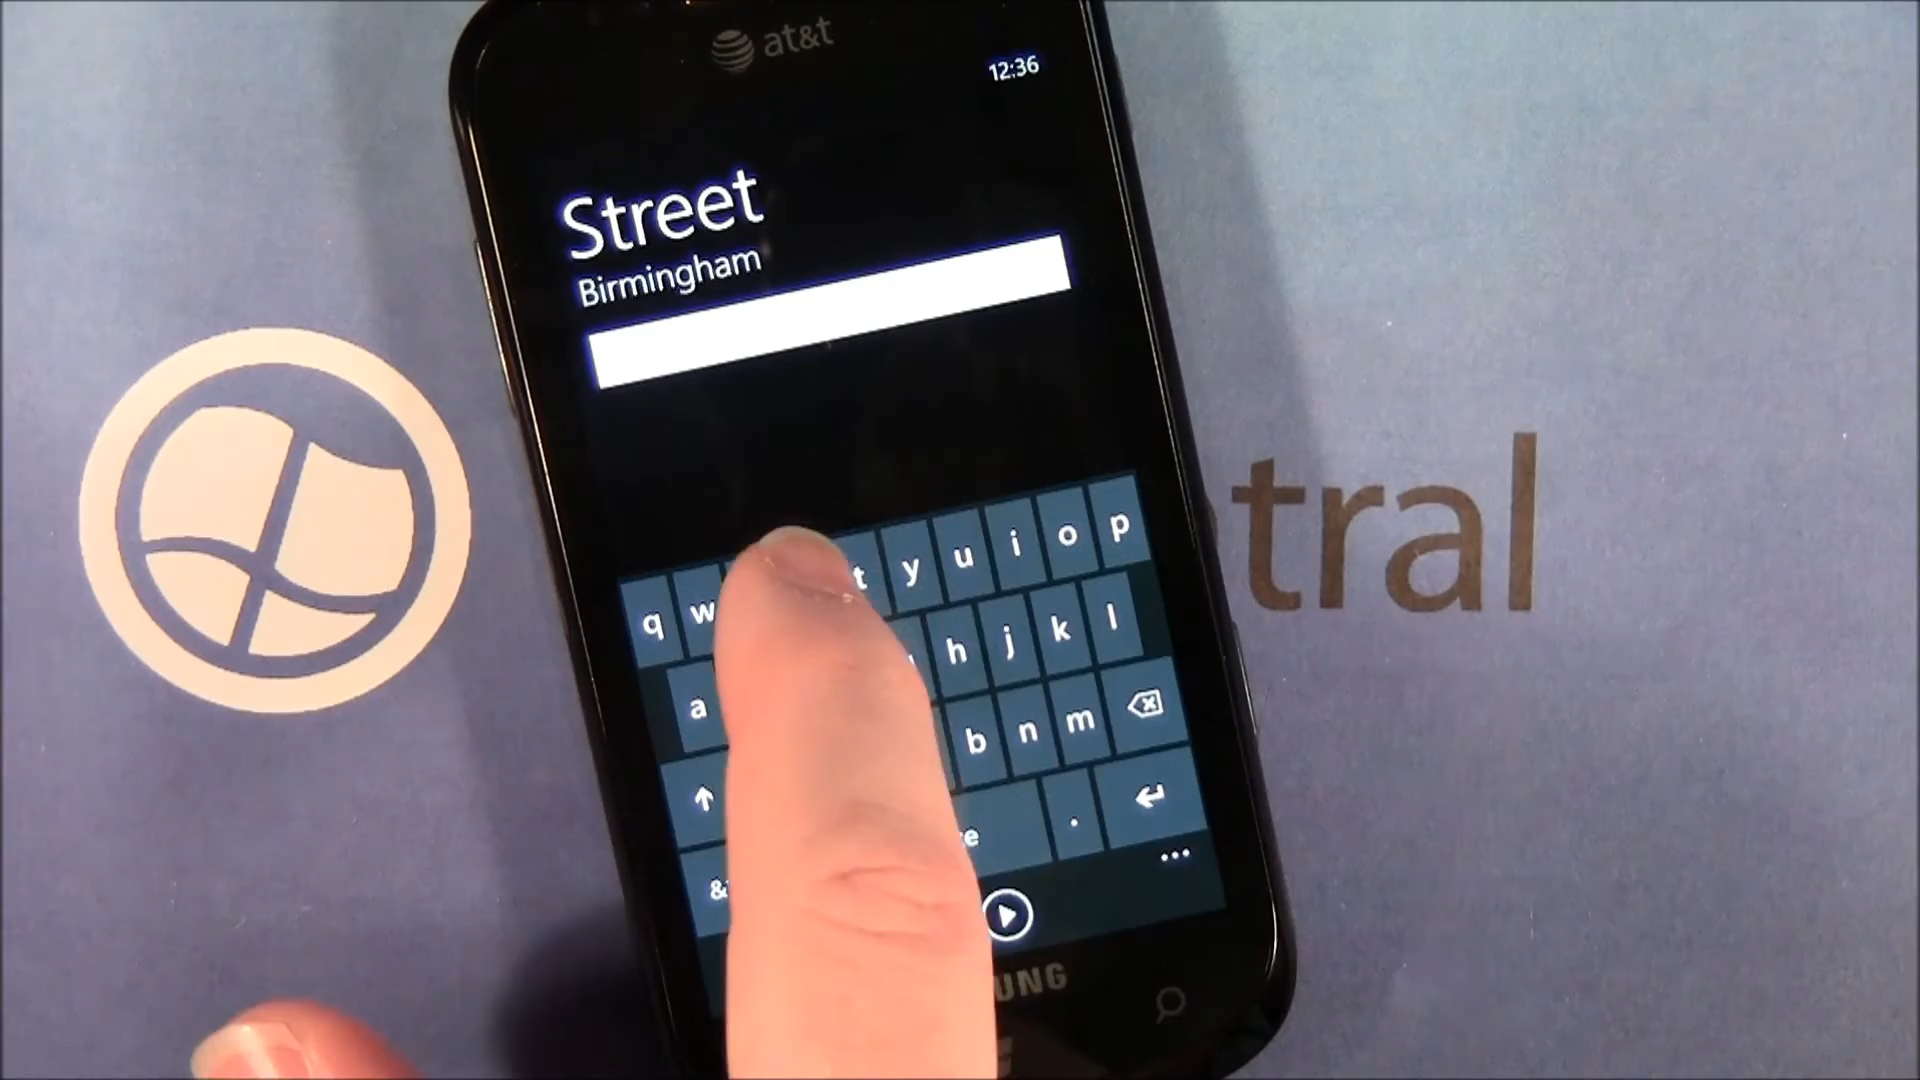 at&t
12:36
Street
Birmingham
tral
q w t y u i o p
a h j k l
b n m
.
...
UNG